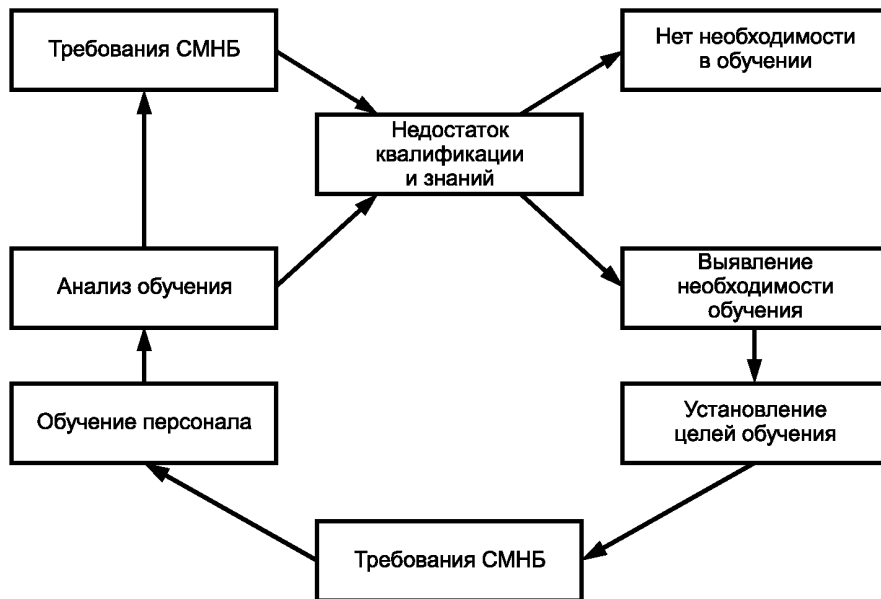 Требования СМНБ
Нет необходимости
в обучении
Недостаток
квалификации
и знаний
Анализ обучения
Выявление
необходимости
обучения
Обучение персонала
Установление
целей обучения
Требования СМНБ